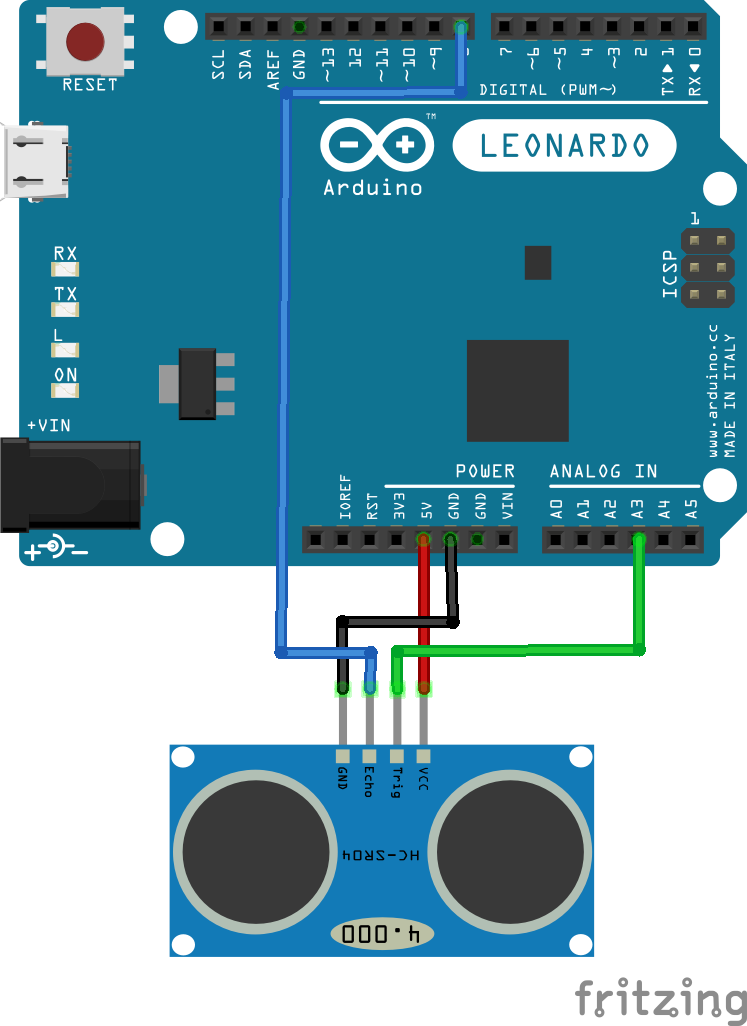 RESET
SCL
SDA
AREF
GND
~13
12
~11
~10
~9
8
7
~6
~5
4
~3
2
TX▶1
RX◀0
DIGITAL (PWM~)
TM
LEONARDO
Arduino
1
ICSP
RX
TX
L
ON
www.arduino.cc
MADE IN ITALY
+VIN
POWER
ANALOG IN
IOREF
RST
3V3
5V
GND
GND
VIN
A0
A1
A2
A3
A4
A5
GND
Echo
Trig
VCC
HC-SR04
4.000
fritzing